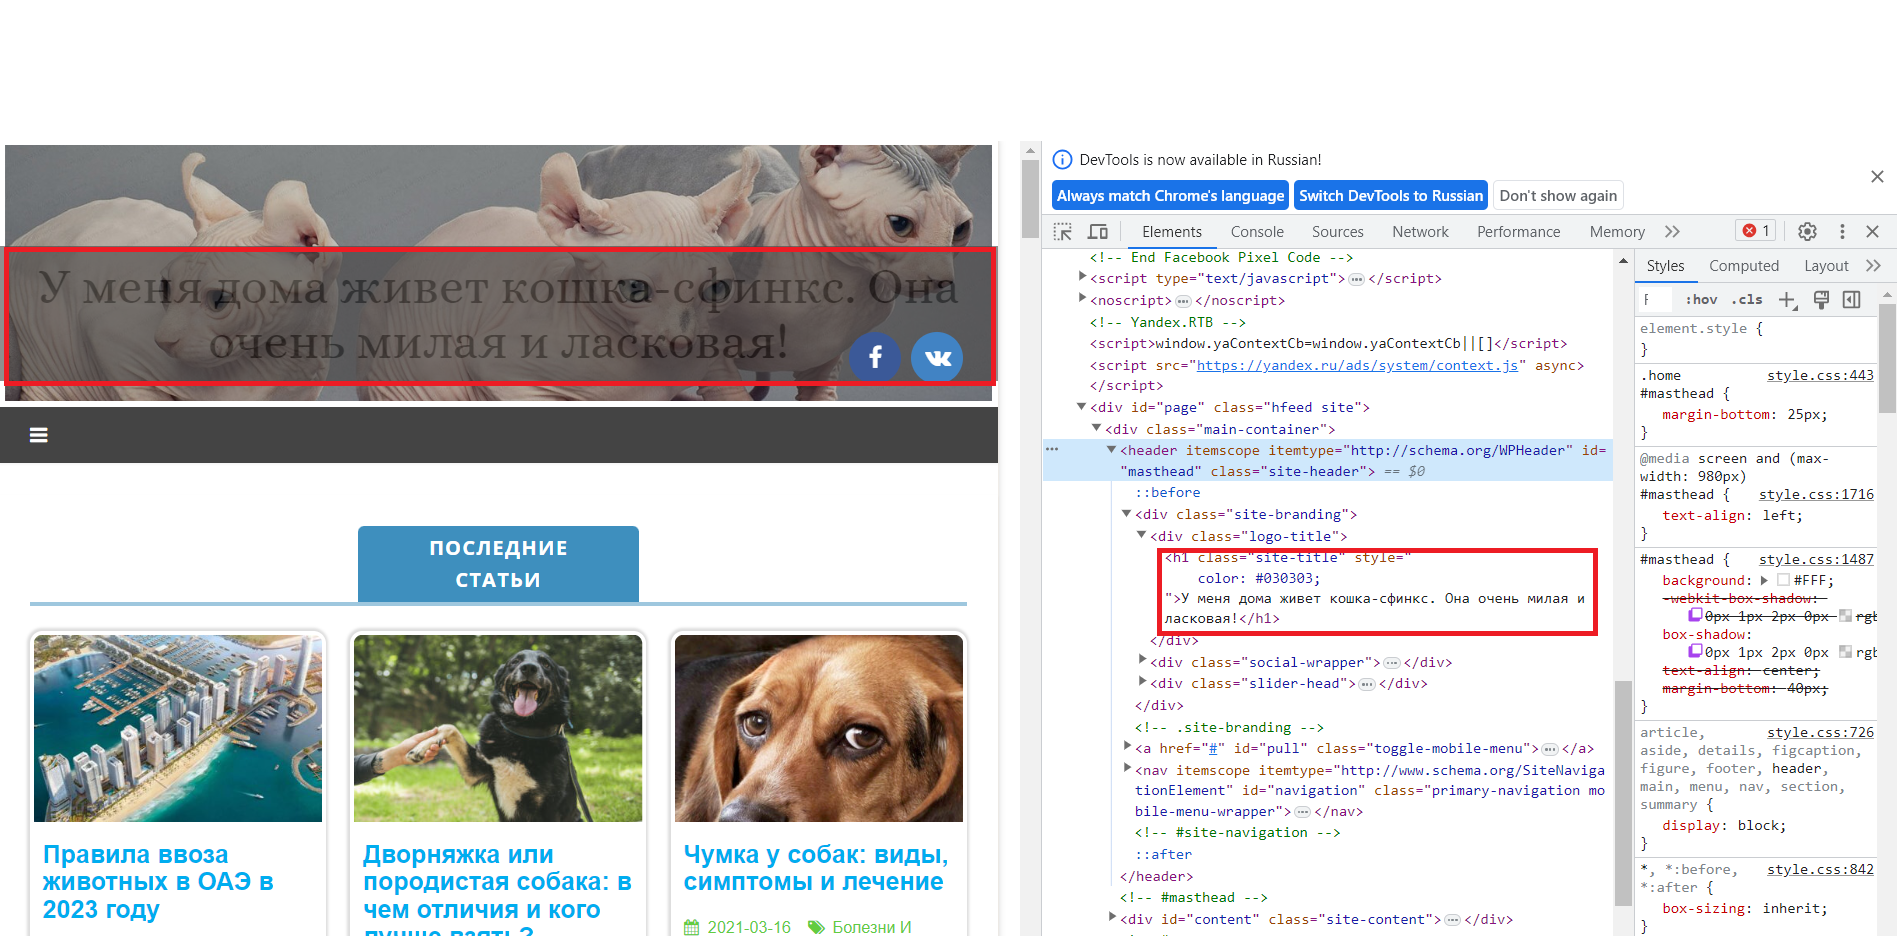 У меня дома живет кошка-сфинкс. Она
очень милая и ласковая!
ПОСЛЕДНИЕ
СТАТЬИ
Правила ввоза
животных в ОАЭ в
2023 году
Дворняжка или
породистая собака: в
чем отличия и кого
лучше взять?
Чумка у собак: виды,
симптомы и лечение
2021-03-16 Болезни И
DevTools is now available in Russian!
Always match Chrome's language Switch DevTools to Russian Don't show again
Elements Console Sources Network Performance Memory 1
<!-- End Facebook Pixel Code -->
<script type="text/javascript">…</script>
<noscript>…</noscript>
<!-- Yandex.RTB -->
<script>window.yaContextCb=window.yaContextCb||[]</script>
<script src="https://yandex.ru/ads/system/context.js" async>
</script>
<div id="page" class="hfeed site">
<div class="main-container">
<header itemscope itemtype="http://schema.org/WPHeader" id=
"masthead" class="site-header"> == $0
::before
<div class="site-branding">
<div class="logo-title">
<h1 class="site-title" style="
color: #030303;
">У меня дома живет кошка-сфинкс. Она очень милая и
ласковая!</h1>
</div>
<div class="social-wrapper">…</div>
<div class="slider-head">…</div>
</div>
<!-- .site-branding -->
<a href="#" id="pull" class="toggle-mobile-menu">…</a>
<nav itemscope itemtype="http://www.schema.org/SiteNaviga
tionElement" id="navigation" class="primary-navigation mo
bile-menu-wrapper">…</nav>
<!-- #site-navigation -->
::after
</header>
<!-- #masthead -->
<div id="content" class="site-content">…</div>
Styles Computed Layout
:hov .cls
element.style {
}
.home style.css:443
#masthead {
margin-bottom: 25px;
}
@media screen and (max-
width: 980px)
#masthead { style.css:1716
text-align: left;
}
#masthead { style.css:1487
background: #FFF;
-webkit-box-shadow:
0px 1px 2px 0px rgb
box-shadow:
0px 1px 2px 0px rgb
text-align: center;
margin-bottom: 40px;
}
article, style.css:726
aside, details, figcaption,
figure, footer, header,
main, menu, nav, section,
summary {
display: block;
}
*, *:before, style.css:842
*:after {
box-sizing: inherit;
}